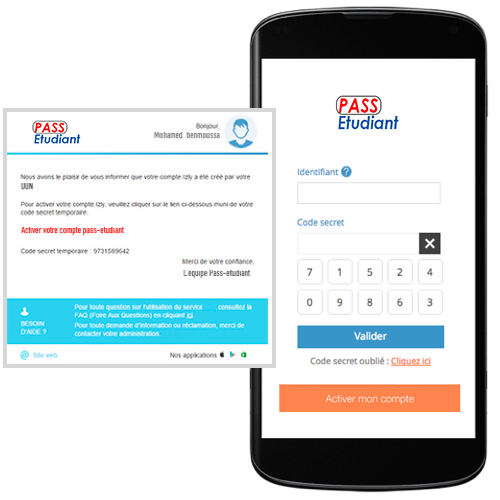 PASS
Etudiant
Bonjour,
Mohamed benmoussa
Nous avons le plaisir de vous informer que votre compte Izly a été créé par votre
UUN
Pour activer votre compte Izly, veuillez cliquer sur le lien ci-dessous muni de votre
code secret temporaire.
Activer votre compte pass-etudiant
Code secret temporaire : 9731589642
Merci de votre confiance,
L'équipe Pass-etudiant
BESOIN
D'AIDE ?
Pour toute question sur l'utilisation du service consultez la
FAQ (Foire Aux Questions) en cliquant ici
Pour toute demande d'information ou réclamation, merci de
contacter votre administration.
@ Site web
Nos applications
PASS
Etudiant
Identifiant ?
Code secret
X
7 1 5 2 4
0 9 8 6 3
Valider
Code secret oublié : Cliquez ici
Activer mon compte